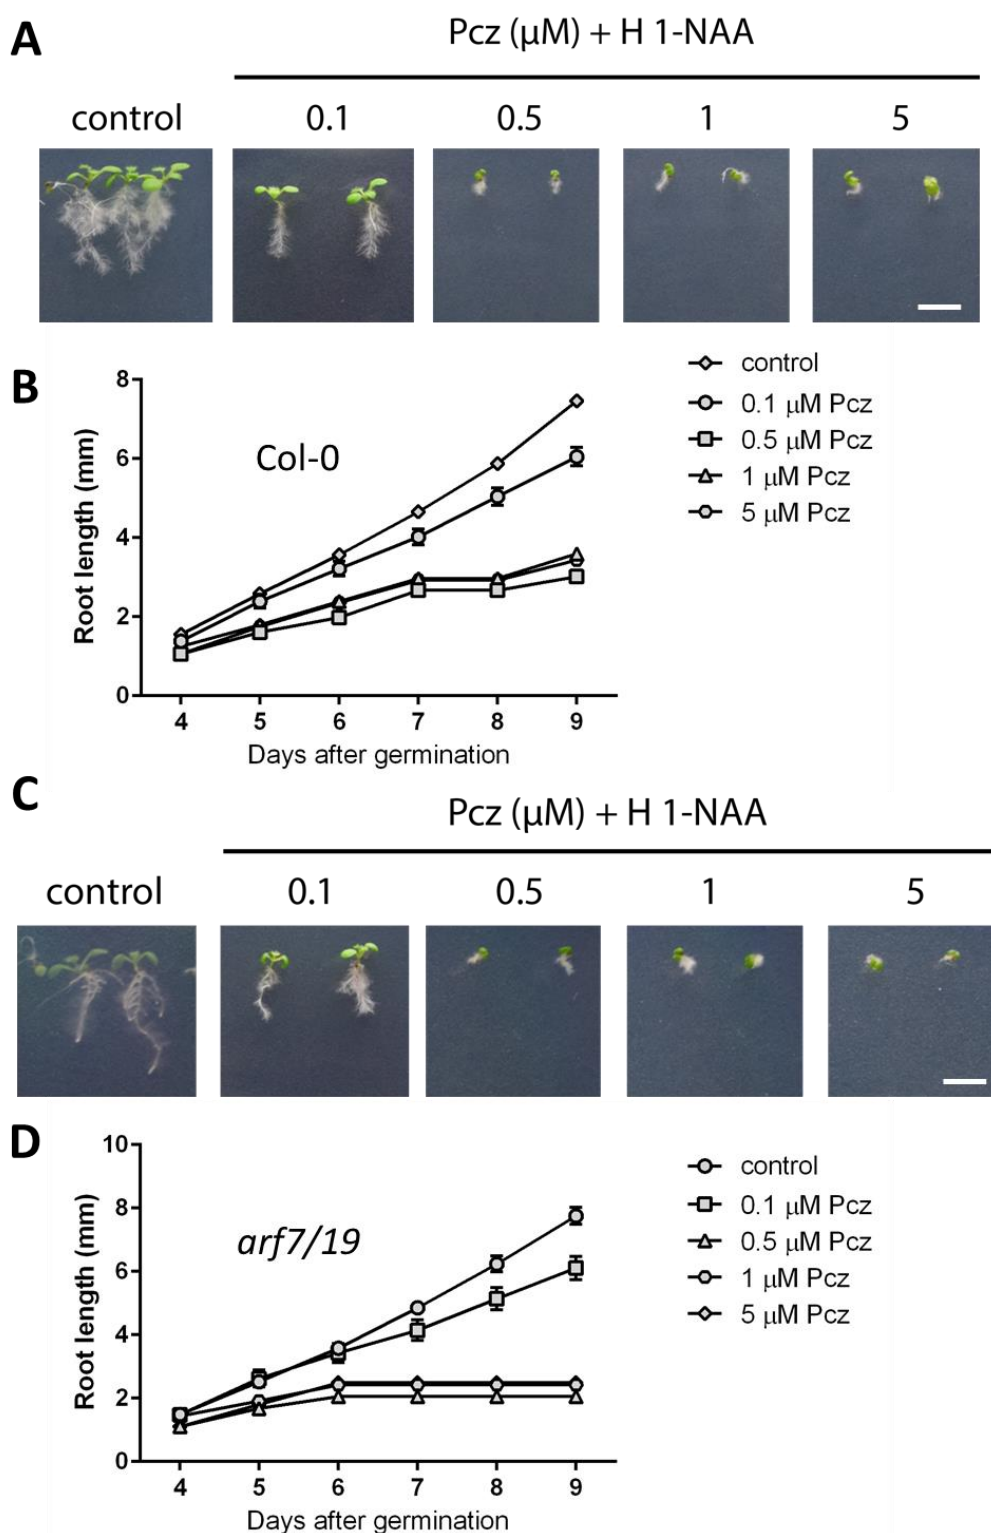 A
Pcz (μM) + H 1-NAA
control 0.1 0.5 1 5
B
8
6
4
2
0
Root length (mm)
Col-0
4 5 6 7 8 9
Days after germination
control
0.1 μM Pcz
0.5 μM Pcz
1 μM Pcz
5 μM Pcz
C
Pcz (μM) + H 1-NAA
control 0.1 0.5 1 5
D
10
8
6
4
2
0
Root length (mm)
arf7/19
4 5 6 7 8 9
Days after germination
control
0.1 μM Pcz
0.5 μM Pcz
1 μM Pcz
5 μM Pcz